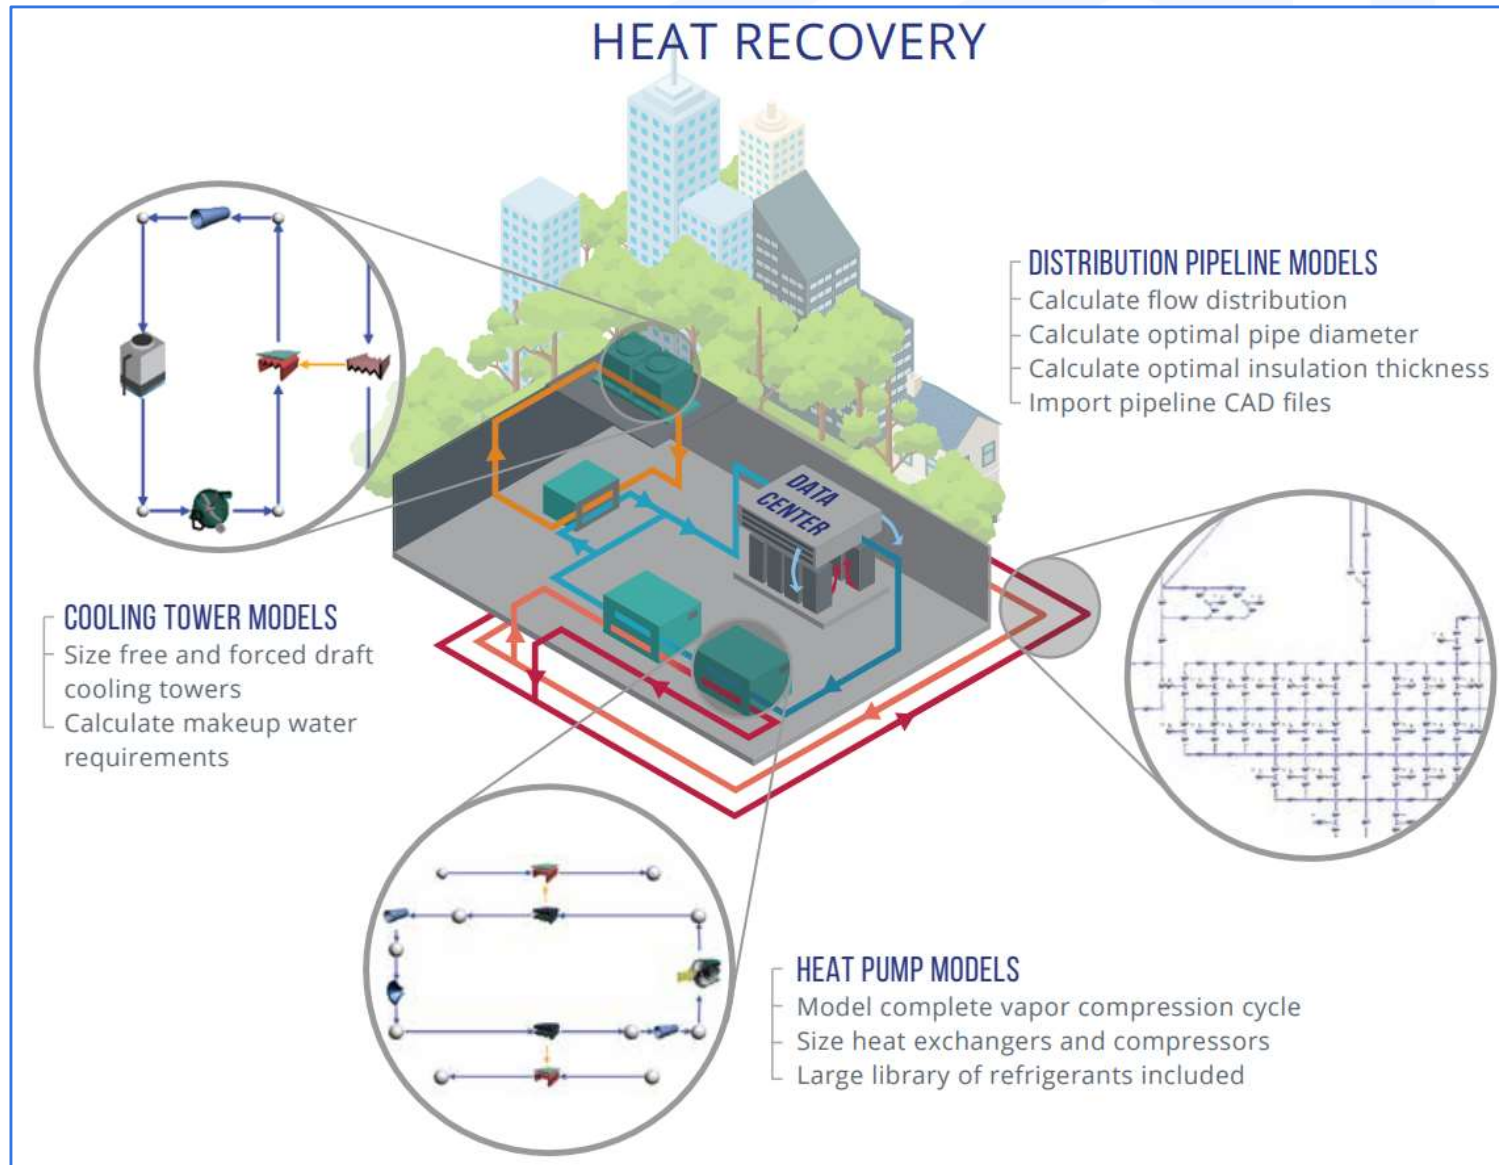 HEAT RECOVERY
DISTRIBUTION PIPELINE MODELS
Calculate flow distribution
Calculate optimal pipe diameter
Calculate optimal insulation thickness
Import pipeline CAD files
DATA
CENTER
COOLING TOWER MODELS
Size free and forced draft
cooling towers
Calculate makeup water
requirements
HEAT PUMP MODELS
Model complete vapor compression cycle
Size heat exchangers and compressors
Large library of refrigerants included